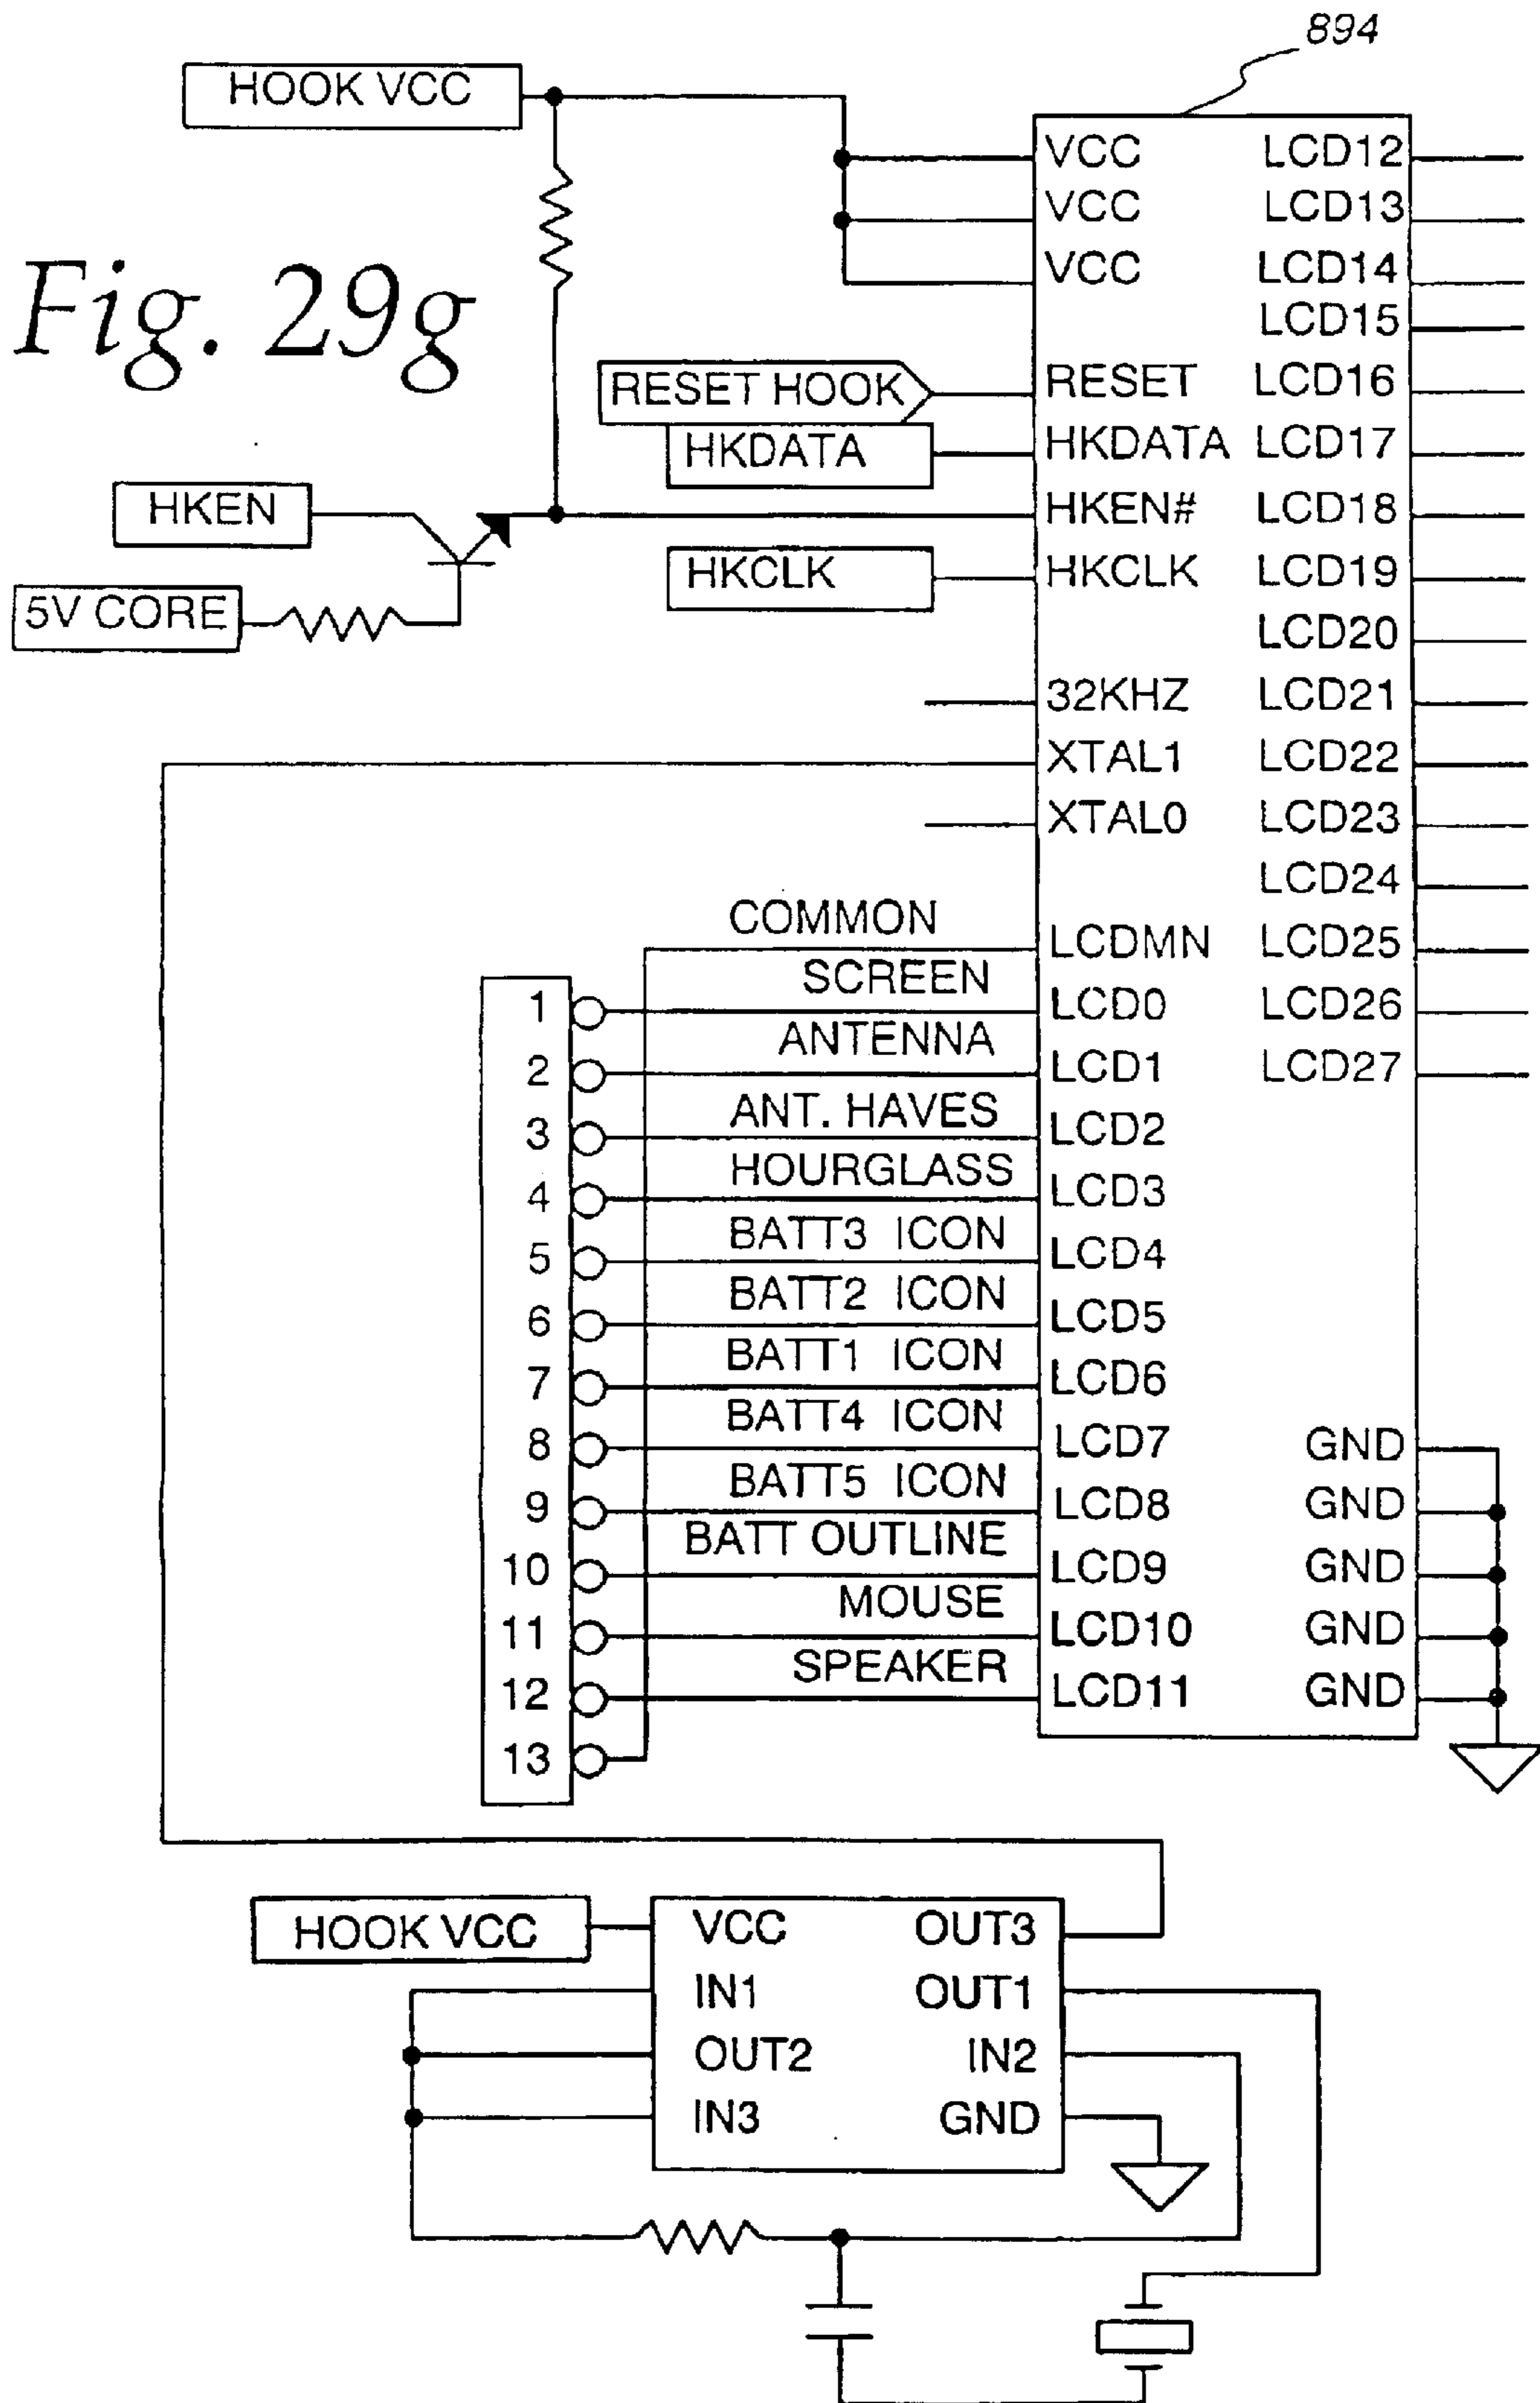 894
HOOK VCC
Fig. 29g
VCC LCD12
VCC LCD13
VCC LCD14
LCD15
RESET HOOK RESET LCD16
HKDATA HKDATA LCD17
HKEN HKEN# LCD18
HKCLK HKCLK LCD19
5V CORE
LCD20
32KHZ LCD21
XTAL1 LCD22
XTAL0 LCD23
LCD24
COMMON LCDMN LCD25
1 SCREEN LCD0 LCD26
2 ANTENNA LCD1 LCD27
3 ANT. HAVES LCD2
4 HOURGLASS LCD3
5 BATT3 ICON LCD4
6 BATT2 ICON LCD5
7 BATT1 ICON LCD6
8 BATT4 ICON LCD7 GND
9 BATT5 ICON LCD8 GND
10 BATT OUTLINE LCD9 GND
11 MOUSE LCD10 GND
12 SPEAKER LCD11 GND
13
HOOK VCC VCC OUT3
IN1 OUT1
OUT2 IN2
IN3 GND